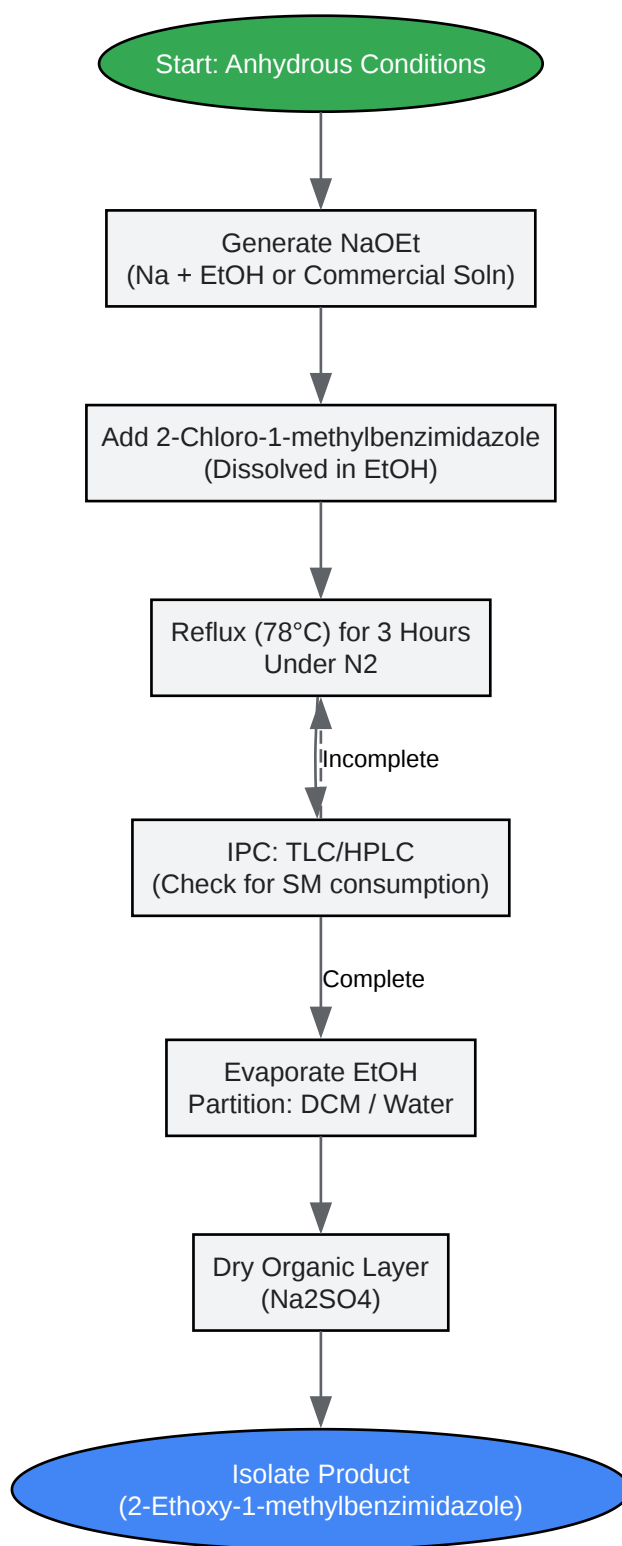 Start: Anhydrous Conditions
Generate NaOEt
(Na + EtOH or Commercial Soln)
Add 2-Chloro-1-methylbenzimidazole
(Dissolved in EtOH)
Reflux (78°C) for 3 Hours
Under N2
Incomplete
IPC: TLC/HPLC
(Check for SM consumption)
Complete
Evaporate EtOH
Partition: DCM / Water
Dry Organic Layer
(Na2SO4)
Isolate Product
(2-Ethoxy-1-methylbenzimidazole)